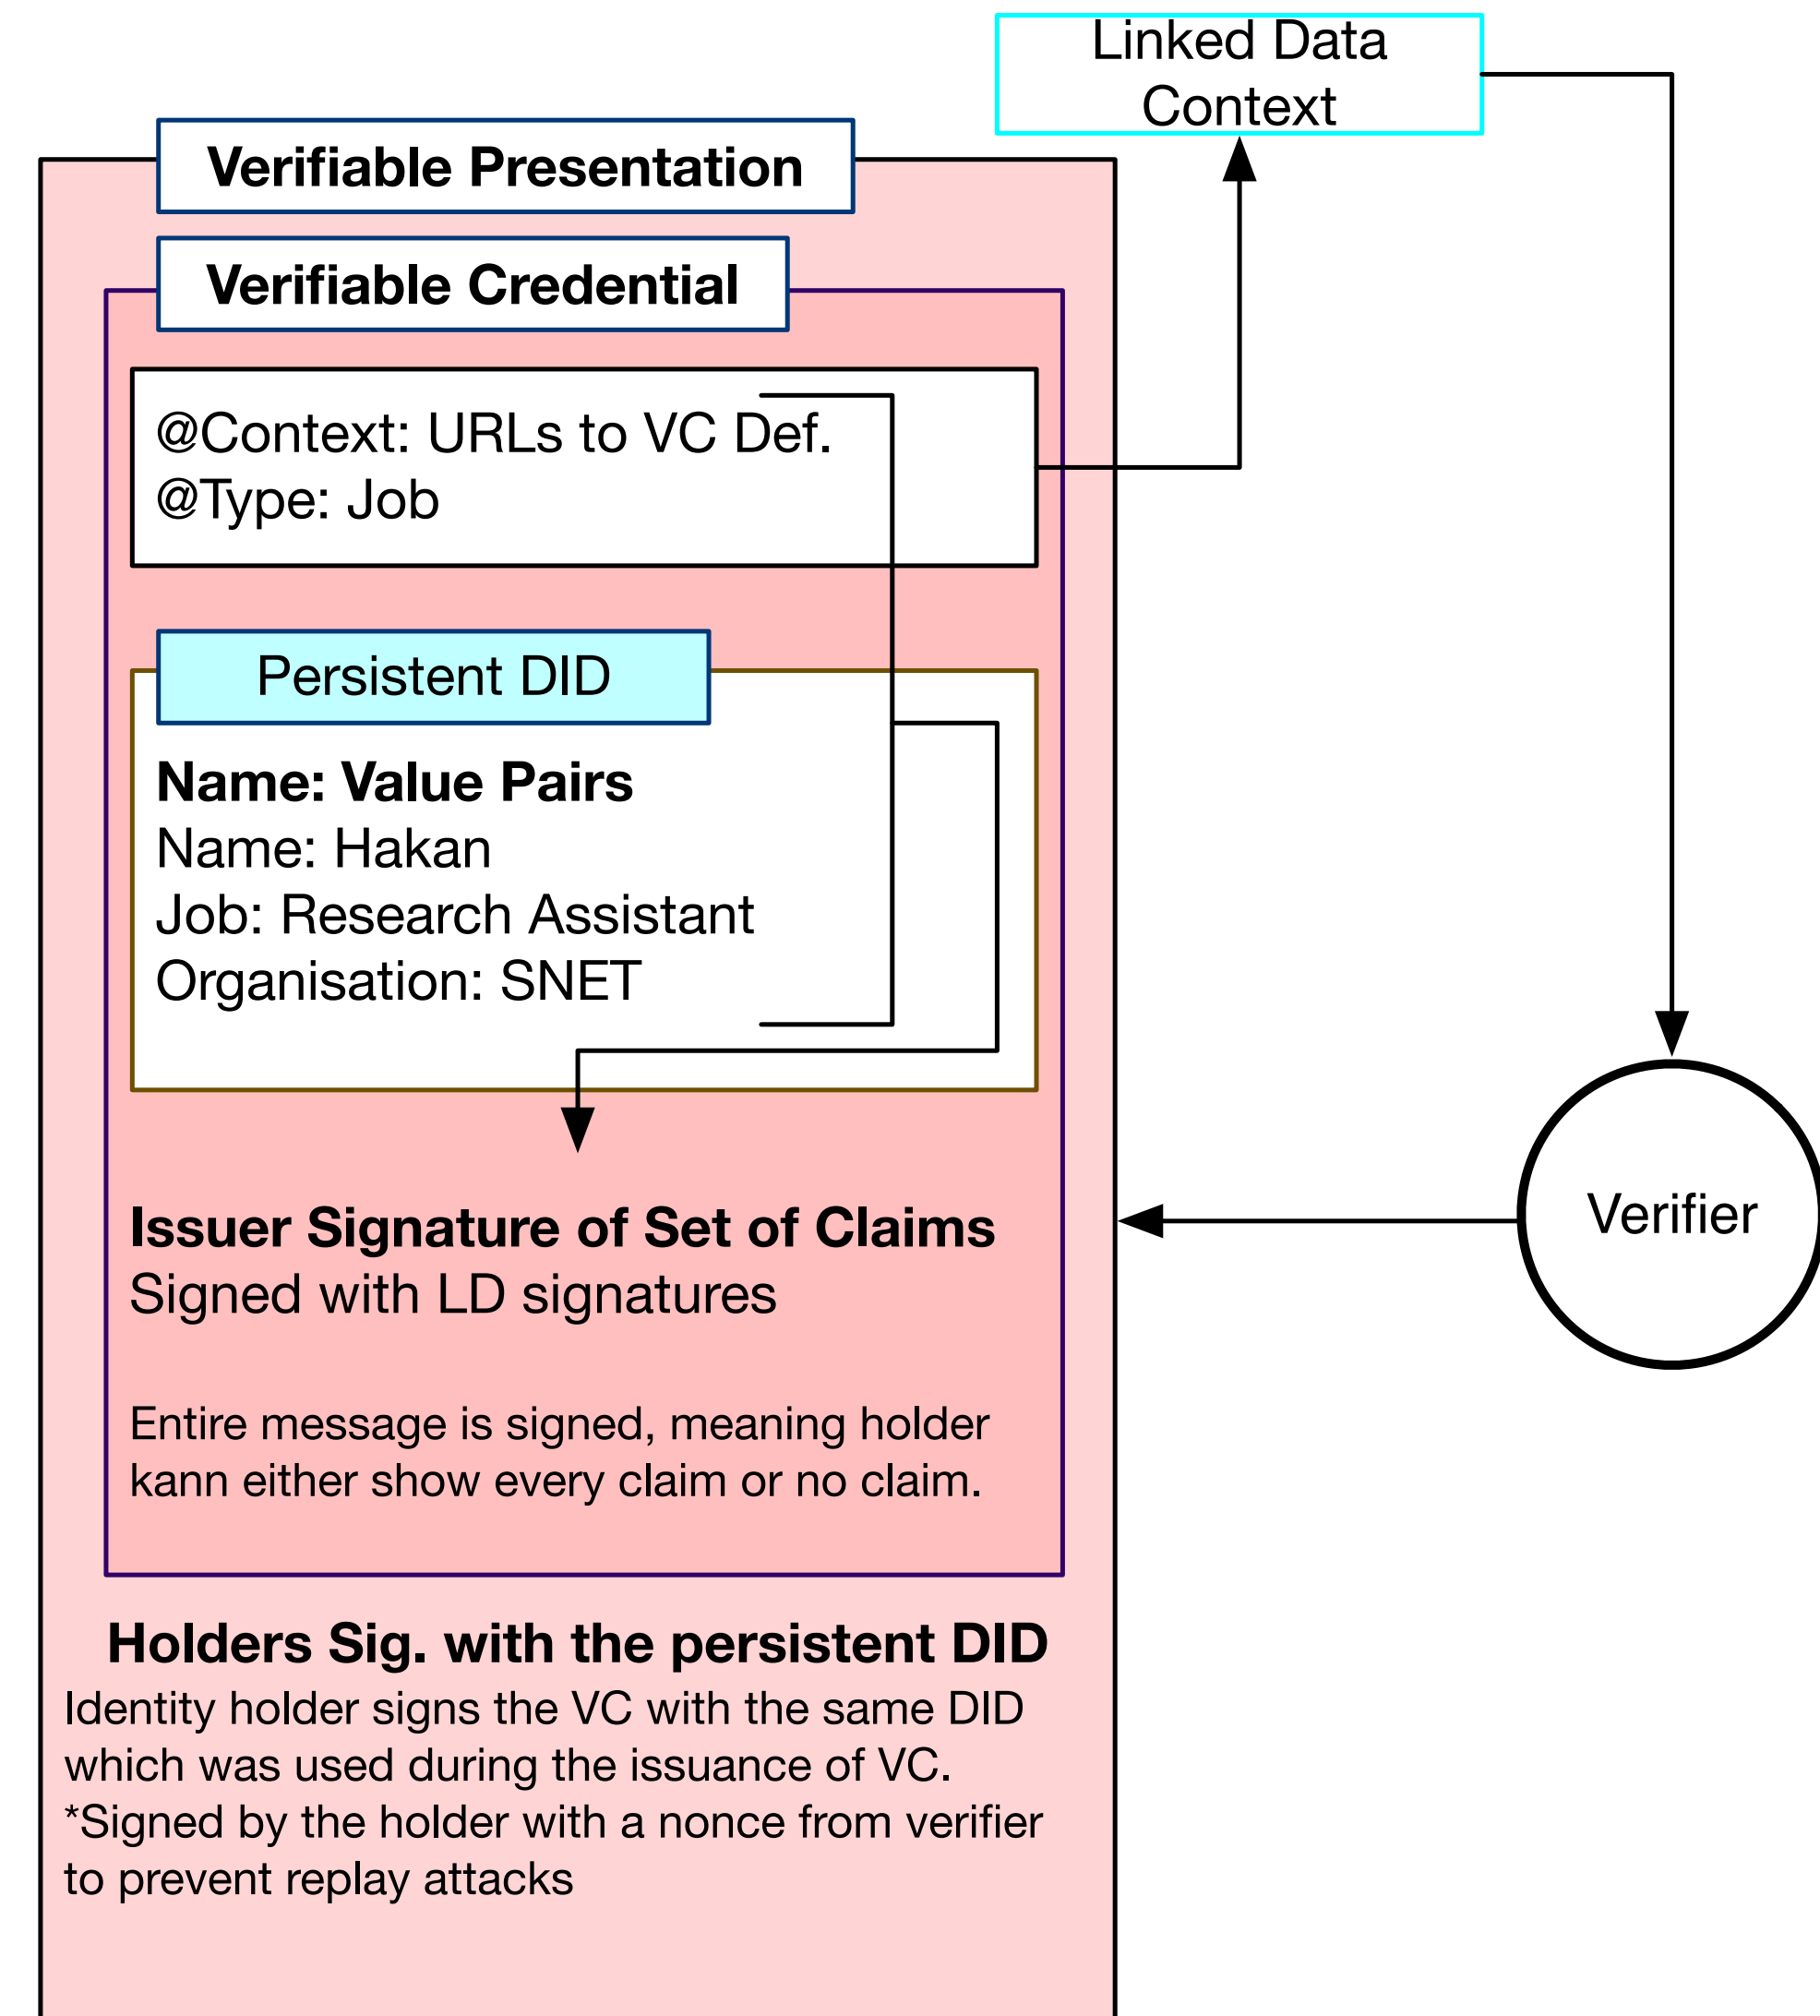 Linked Data
Context
Verifiable Presentation
Verifiable Credential
@Context: URLs to VC Def.
@Type: Job
Persistent DID
Name: Value Pairs
Name: Hakan
Job: Research Assistant
Organisation: SNET
Issuer Signature of Set of Claims
Signed with LD signatures
Entire message is signed, meaning holder
kann either show every claim or no claim.
Verifier
Holders Sig. with the persistent DID
Identity holder signs the VC with the same DID
which was used during the issuance of VC.
*Signed by the holder with a nonce from verifier
to prevent replay attacks